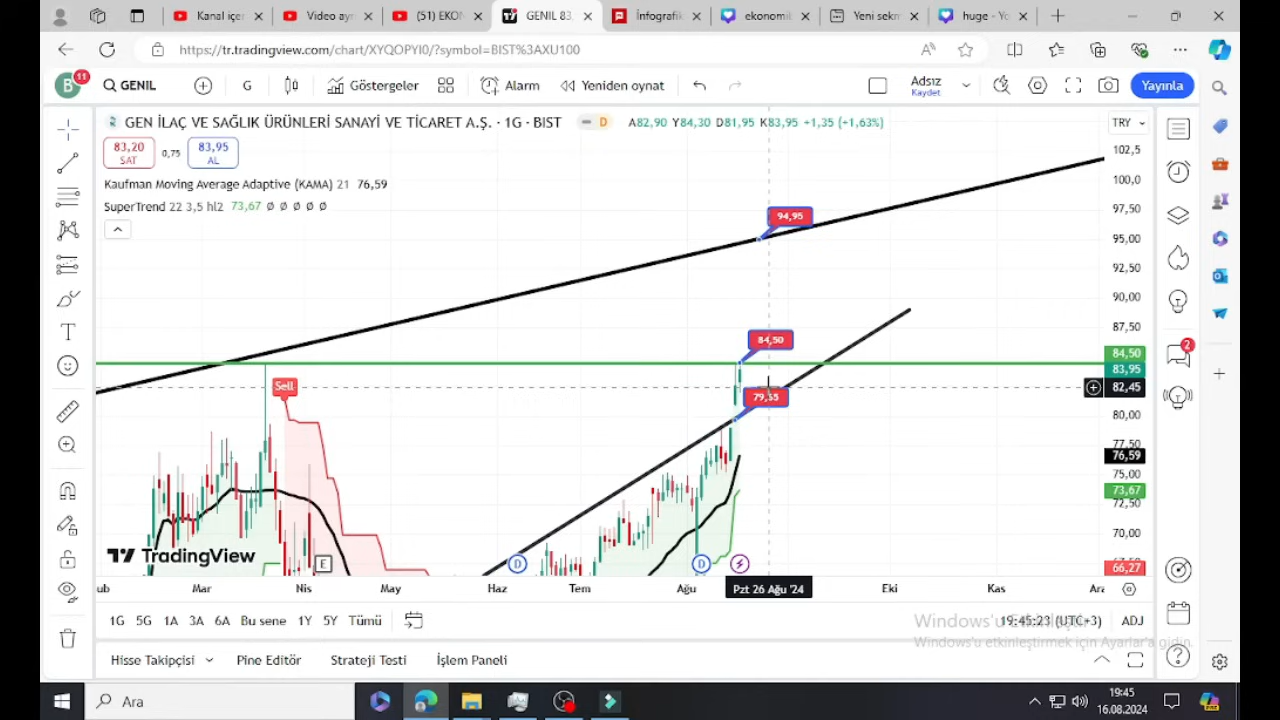 Kanal içer
Video ayr
(51) EKON
GENIL 83,
İnfografik
ekonomil
Yeni sekm
huge - Yo
https://tr.tradingview.com/chart/XYQOPYI0/?symbol=BIST%3AXU100
B 11 GENIL G Göstergeler Alarm Yeniden oynat Adsız Kaydet Yayınla
GEN İLAÇ VE SAĞLIK ÜRÜNLERİ SANAYİ VE TİCARET A.Ş. · 1G · BIST D A82,90 Y84,30 D81,95 K83,95 +1,35 (+1,63%) TRY
83,20 SAT 0,75 83,95 AL
Kaufman Moving Average Adaptive (KAMA) 21 76,59
SuperTrend 22 3,5 hl2 73,67 Ø Ø Ø Ø Ø
102,5
100,0
97,50
95,00
92,50
90,00
87,50
84,50
83,95
82,45
80,00
77,50
76,59
75,00
73,67
72,50
70,00
66,27
94,95
84,50
79,55
Sell
2
TradingView
E D D
Mar Nis May Haz Tem Ağu Pzt 26 Ağu '24 Eki Kas Ara
1G 5G 1A 3A 6A Bu sene 1Y 5Y Tümü 19:45:23 (UTC+3) ADJ
Windows'u Etkinleştir
Windows'u etkinleştirmek için Ayarlar'a gidin.
Hisse Takipçisi Pine Editör Strateji Testi İşlem Paneli
Ara
19:45
16.08.2024